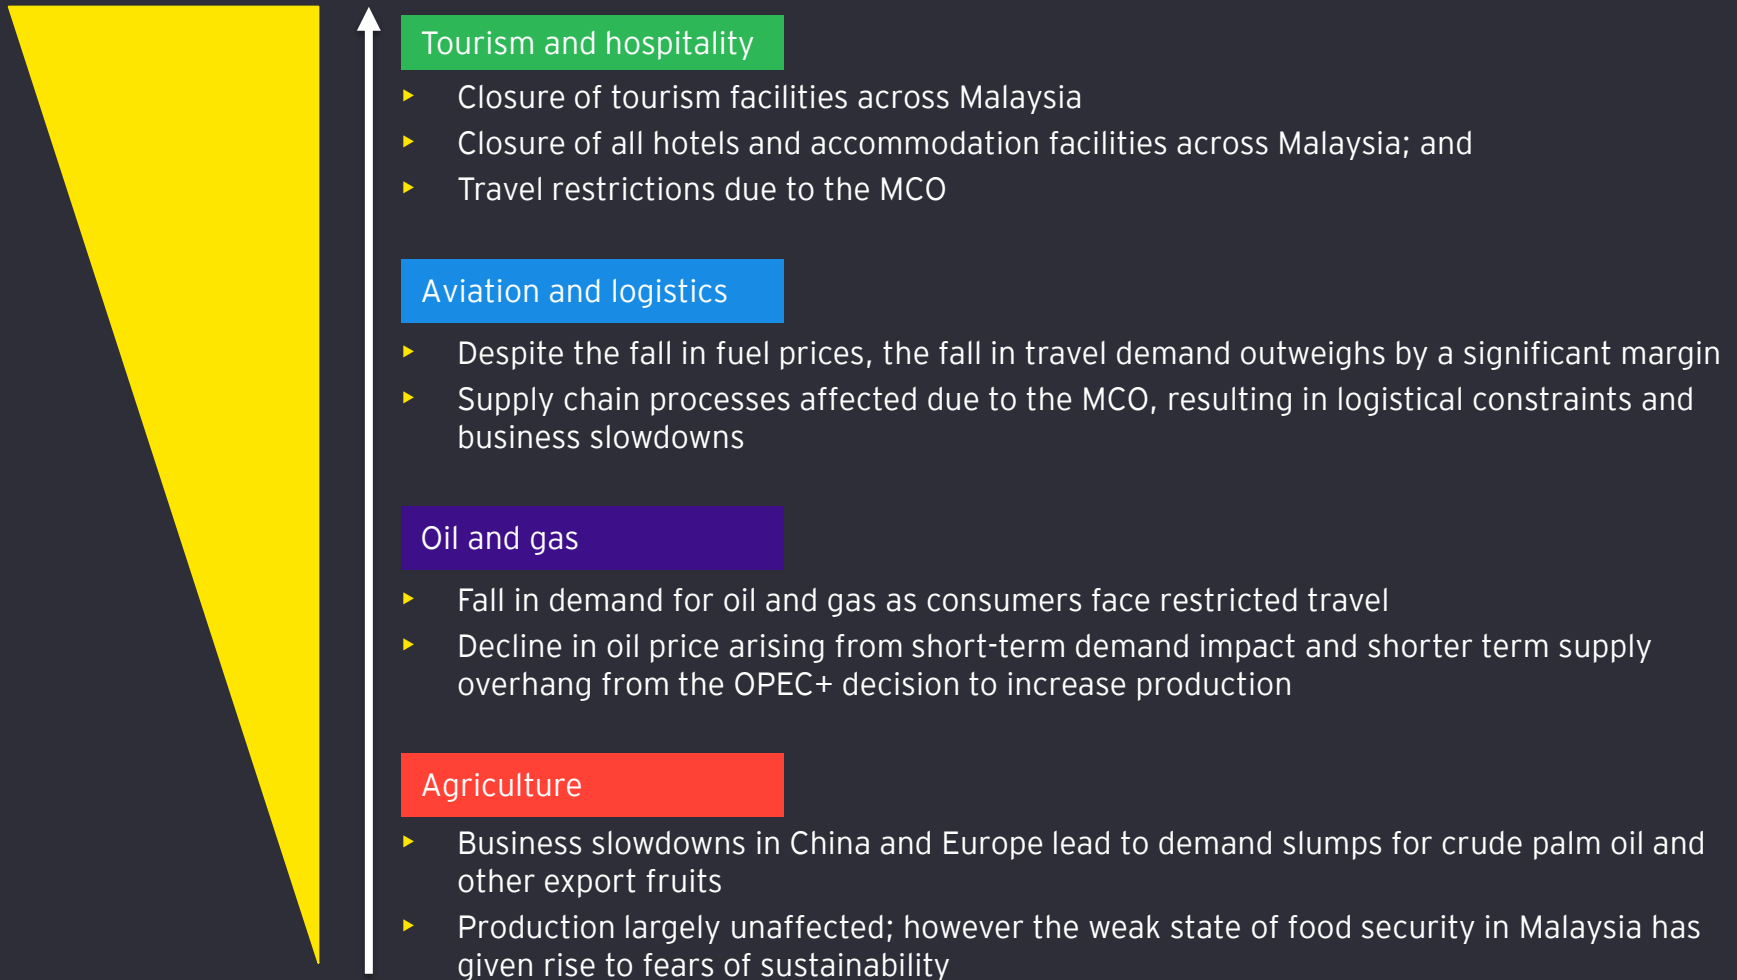 Tourism and hospitality
Closure of tourism facilities across Malaysia
Closure of all hotels and accommodation facilities across Malaysia; and
Travel restrictions due to the MCO
Aviation and logistics
Despite the fall in fuel prices, the fall in travel demand outweighs by a significant margin
Supply chain processes affected due to the MCO, resulting in logistical constraints and
business slowdowns
Oil and gas
Fall in demand for oil and gas as consumers face restricted travel
Decline in oil price arising from short-term demand impact and shorter term supply
overhang from the OPEC+ decision to increase production
Agriculture
Business slowdowns in China and Europe lead to demand slumps for crude palm oil and
other export fruits
Production largely unaffected; however the weak state of food security in Malaysia has
given rise to fears of sustainability